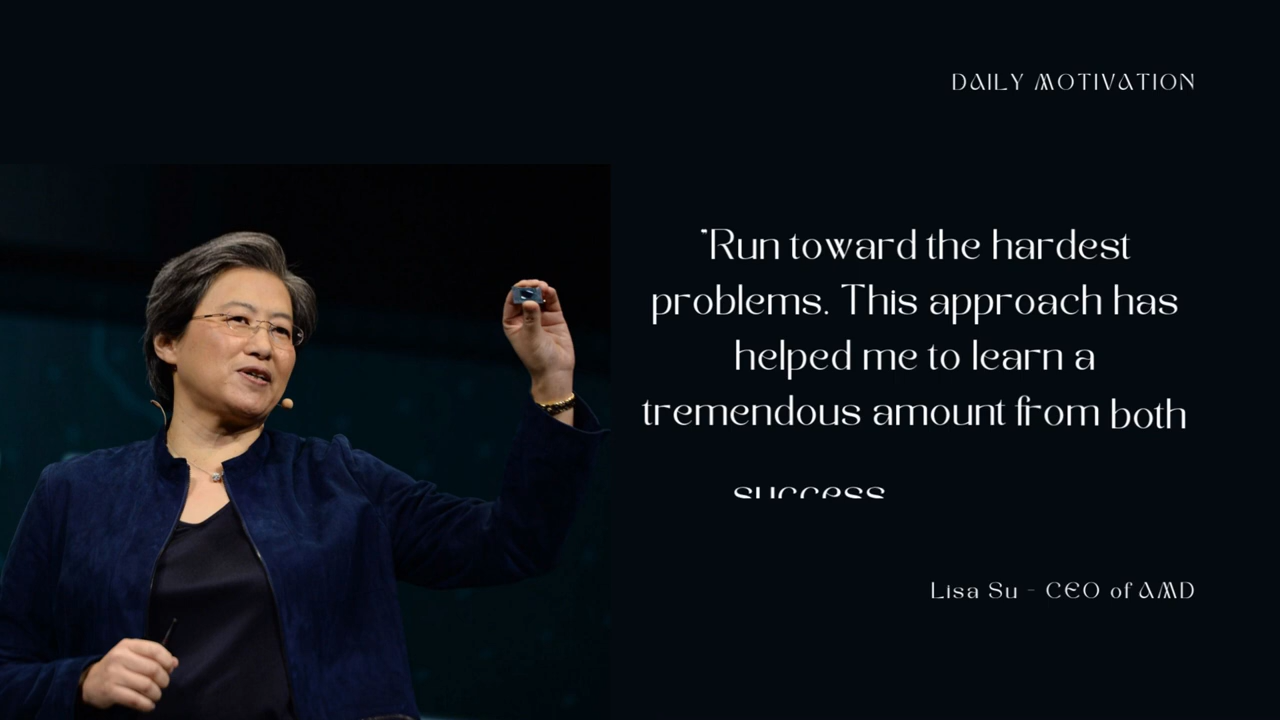 DAILY MOTIVATION
"Run toward the hardest
problems. This approach has
helped me to learn a
tremendous amount from both
success
Lisa Su - CEO of AMD